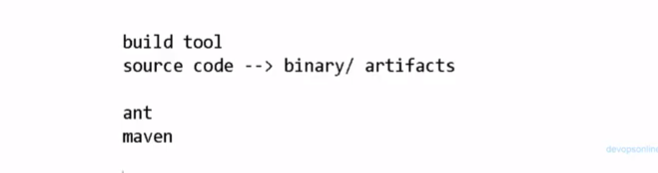 build tool
source code --> binary/ artifacts
ant
maven
devopsonline